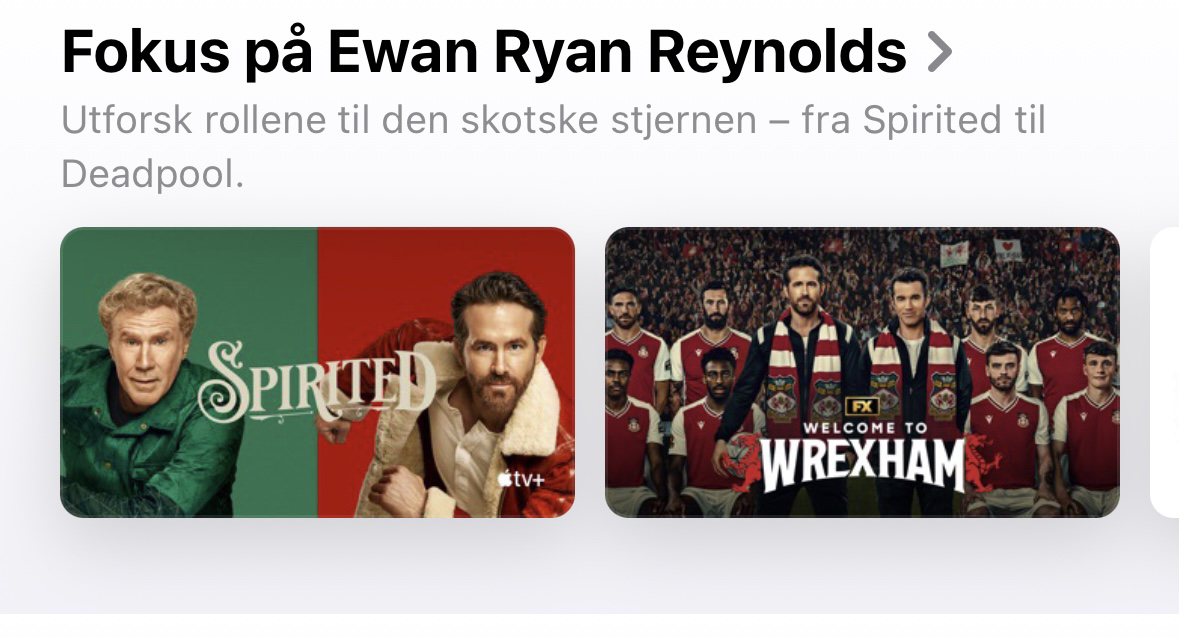 Fokus på Ewan Ryan Reynolds
Utforsk rollene til den skotske stjernen – fra Spirited til
Deadpool.
SPIRITED
tv+
FX
WELCOME TO
WREXHAM